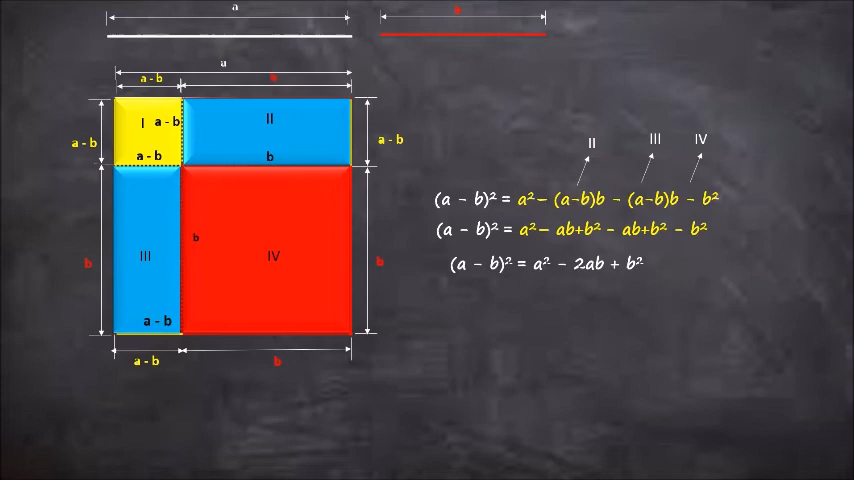 a
b
a
a - b
b
a - b
I
a - b
II
a - b
a - b
b
II
III
IV
(a - b)² = a² - (a-b)b - (a-b)b - b²
(a - b)² = a² - ab+b² - ab+b² - b²
b
b
III
IV
b
(a - b)² = a² - 2ab + b²
a - b
a - b
b